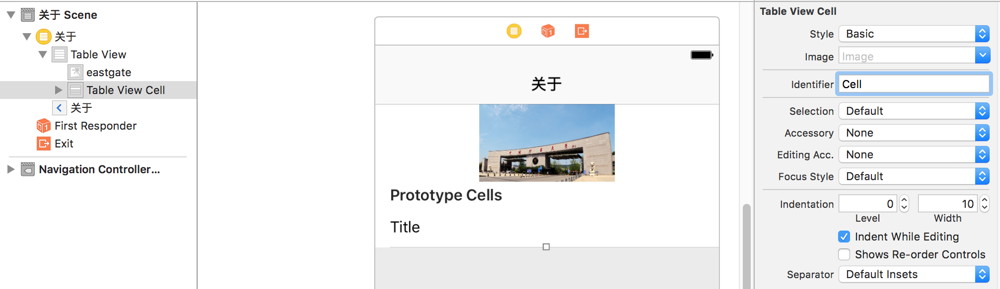 关于 Scene
关于
Table View
eastgate
Table View Cell
关于
First Responder
Exit
Navigation Controller...
关于
Prototype Cells
Title
Table View Cell
Style Basic
Image Image
Identifier Cell
Selection Default
Accessory None
Editing Acc. None
Focus Style Default
Indentation 0 10
Level Width
Indent While Editing
Shows Re-order Controls
Separator Default Insets